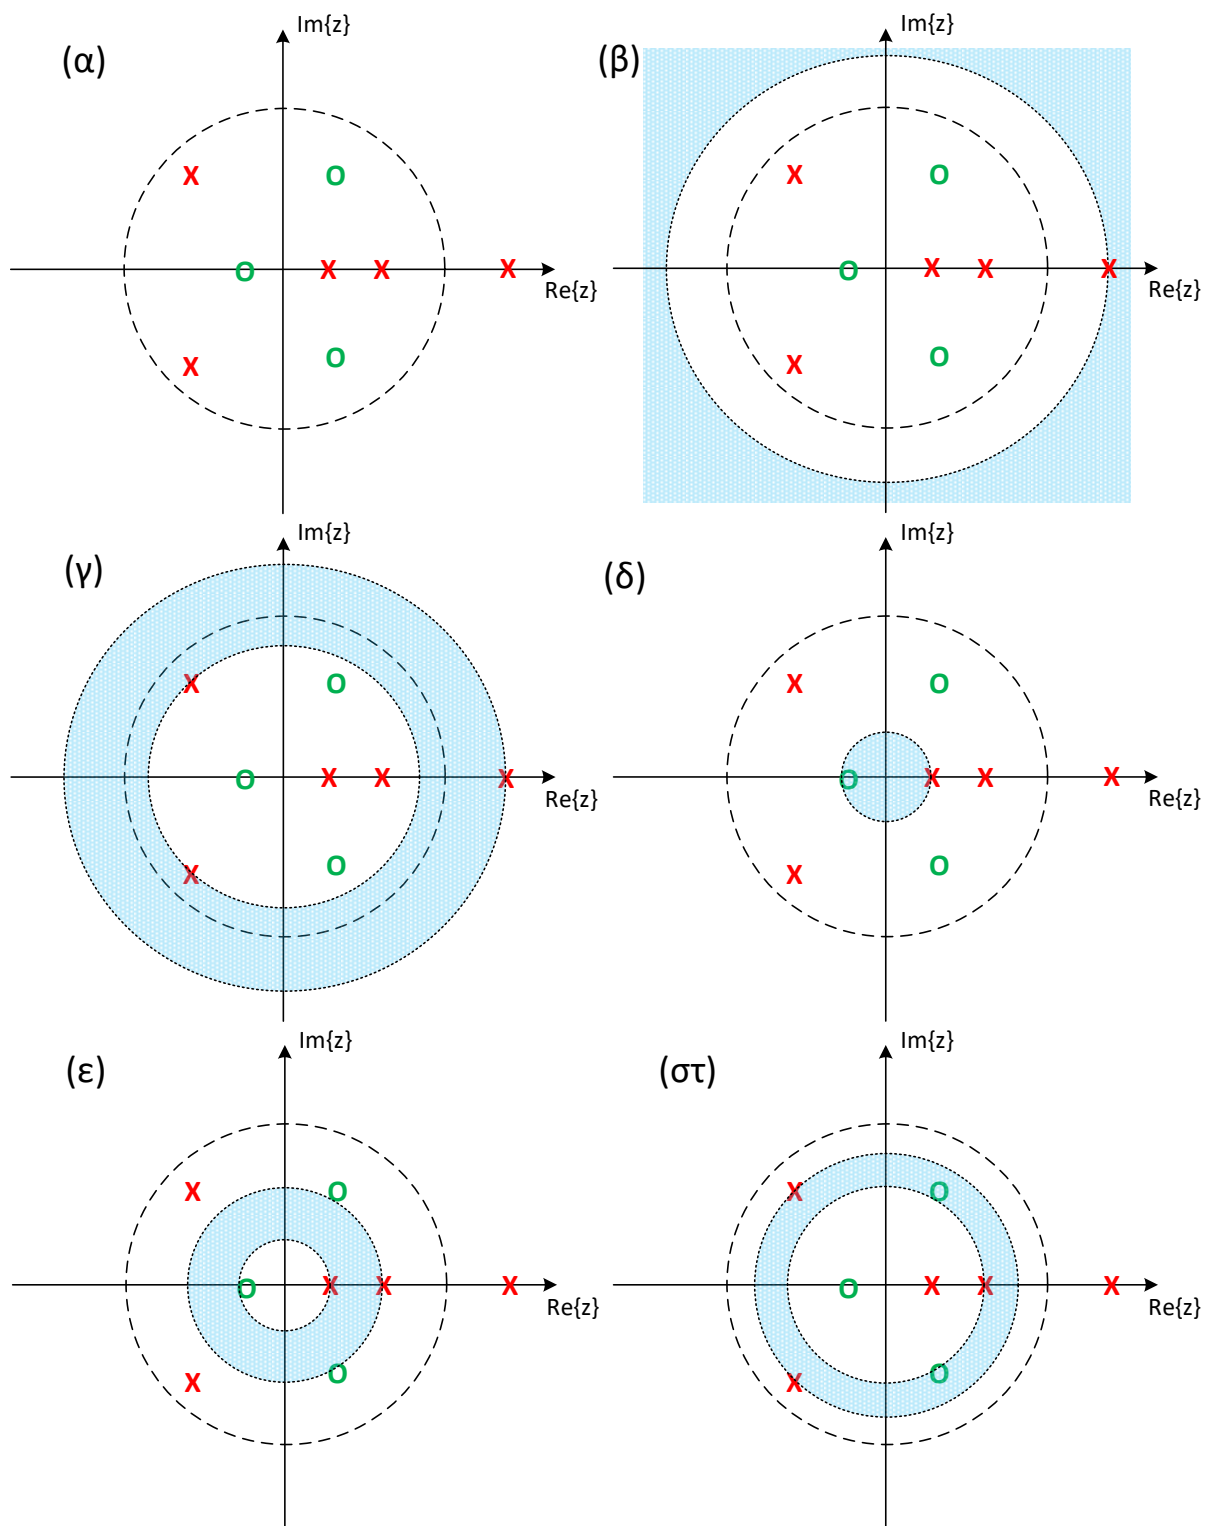 Im{z}
Im{z}
(α)
(β)
X
O
X
O
O
X
X
X
O
X
X
X
Re{z}
Re{z}
X
O
X
O
Im{z}
Im{z}
(γ)
(δ)
X
O
X
O
O
X
X
X
O
X
X
X
Re{z}
Re{z}
X
O
X
O
Im{z}
Im{z}
(ε)
(στ)
X
O
X
O
O
X
X
X
O
X
X
X
Re{z}
Re{z}
X
O
X
O